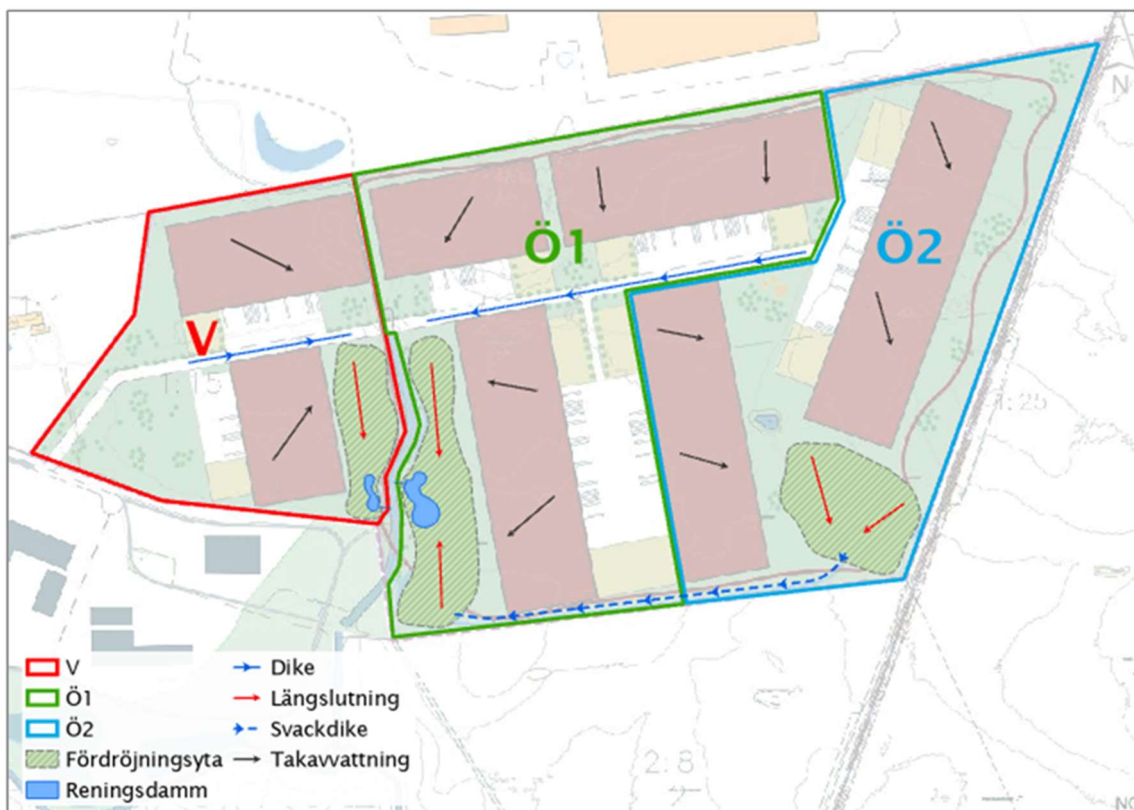 N
Ö1
Ö2
V
1:15
1:25
V
Ö1
Ö2
Fördröjningsyta
Reningsdamm
Dike
Längslutning
Svackdike
Takavvattning
2:8